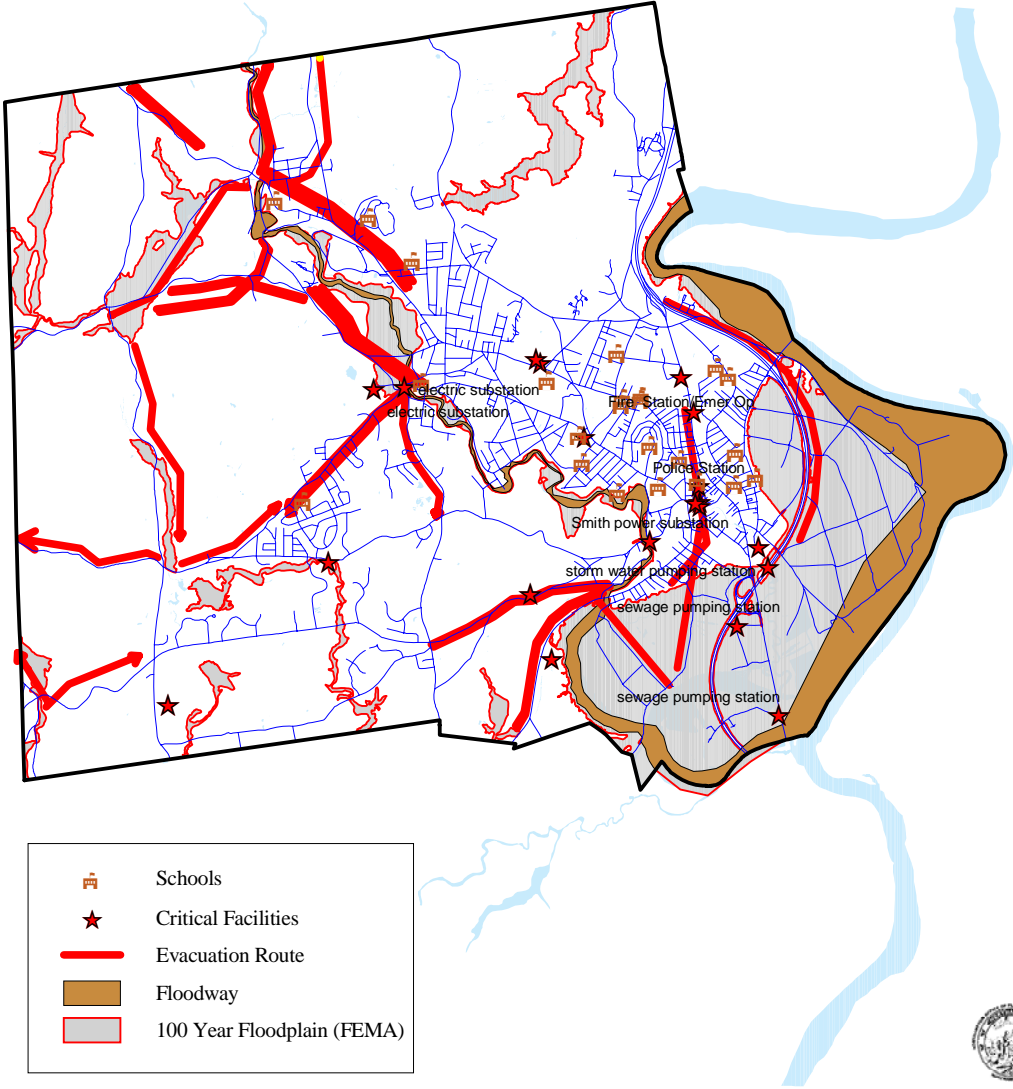 electric substation
electric substation
Fire Station/Emer Op
Police Station
Smith power substation
storm water pumping station
sewage pumping station
sewage pumping station
Schools
Critical Facilities
Evacuation Route
Floodway
100 Year Floodplain (FEMA)